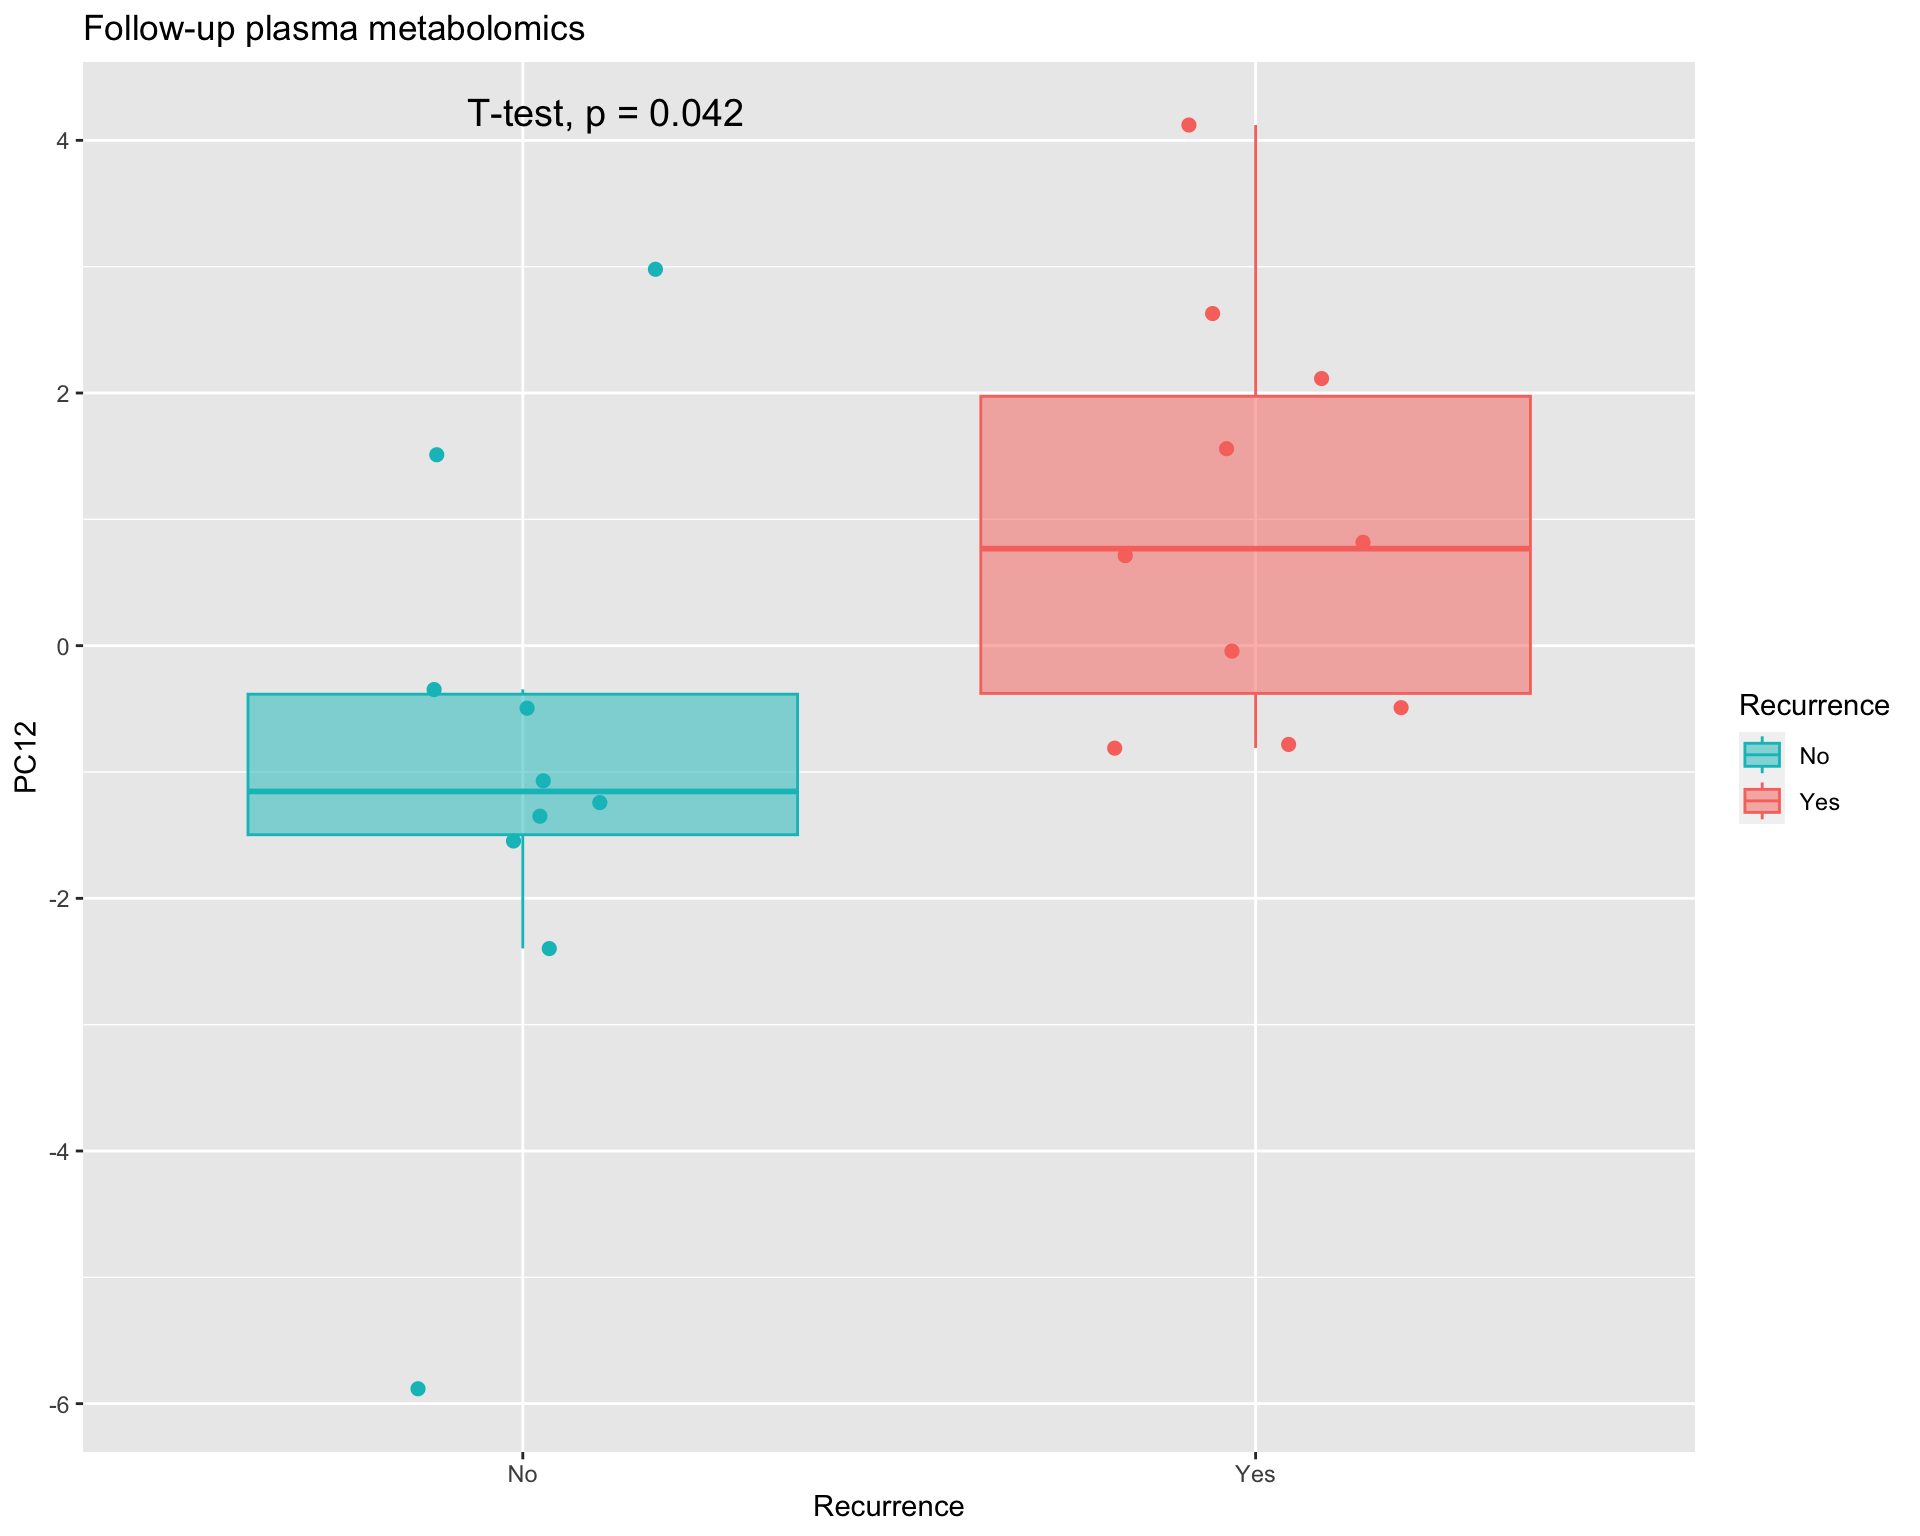 Follow-up plasma metabolomics
T-test, p = 0.042
4
2
0
-2
-4
-6
PC12
No
Yes
Recurrence
Recurrence
No
Yes